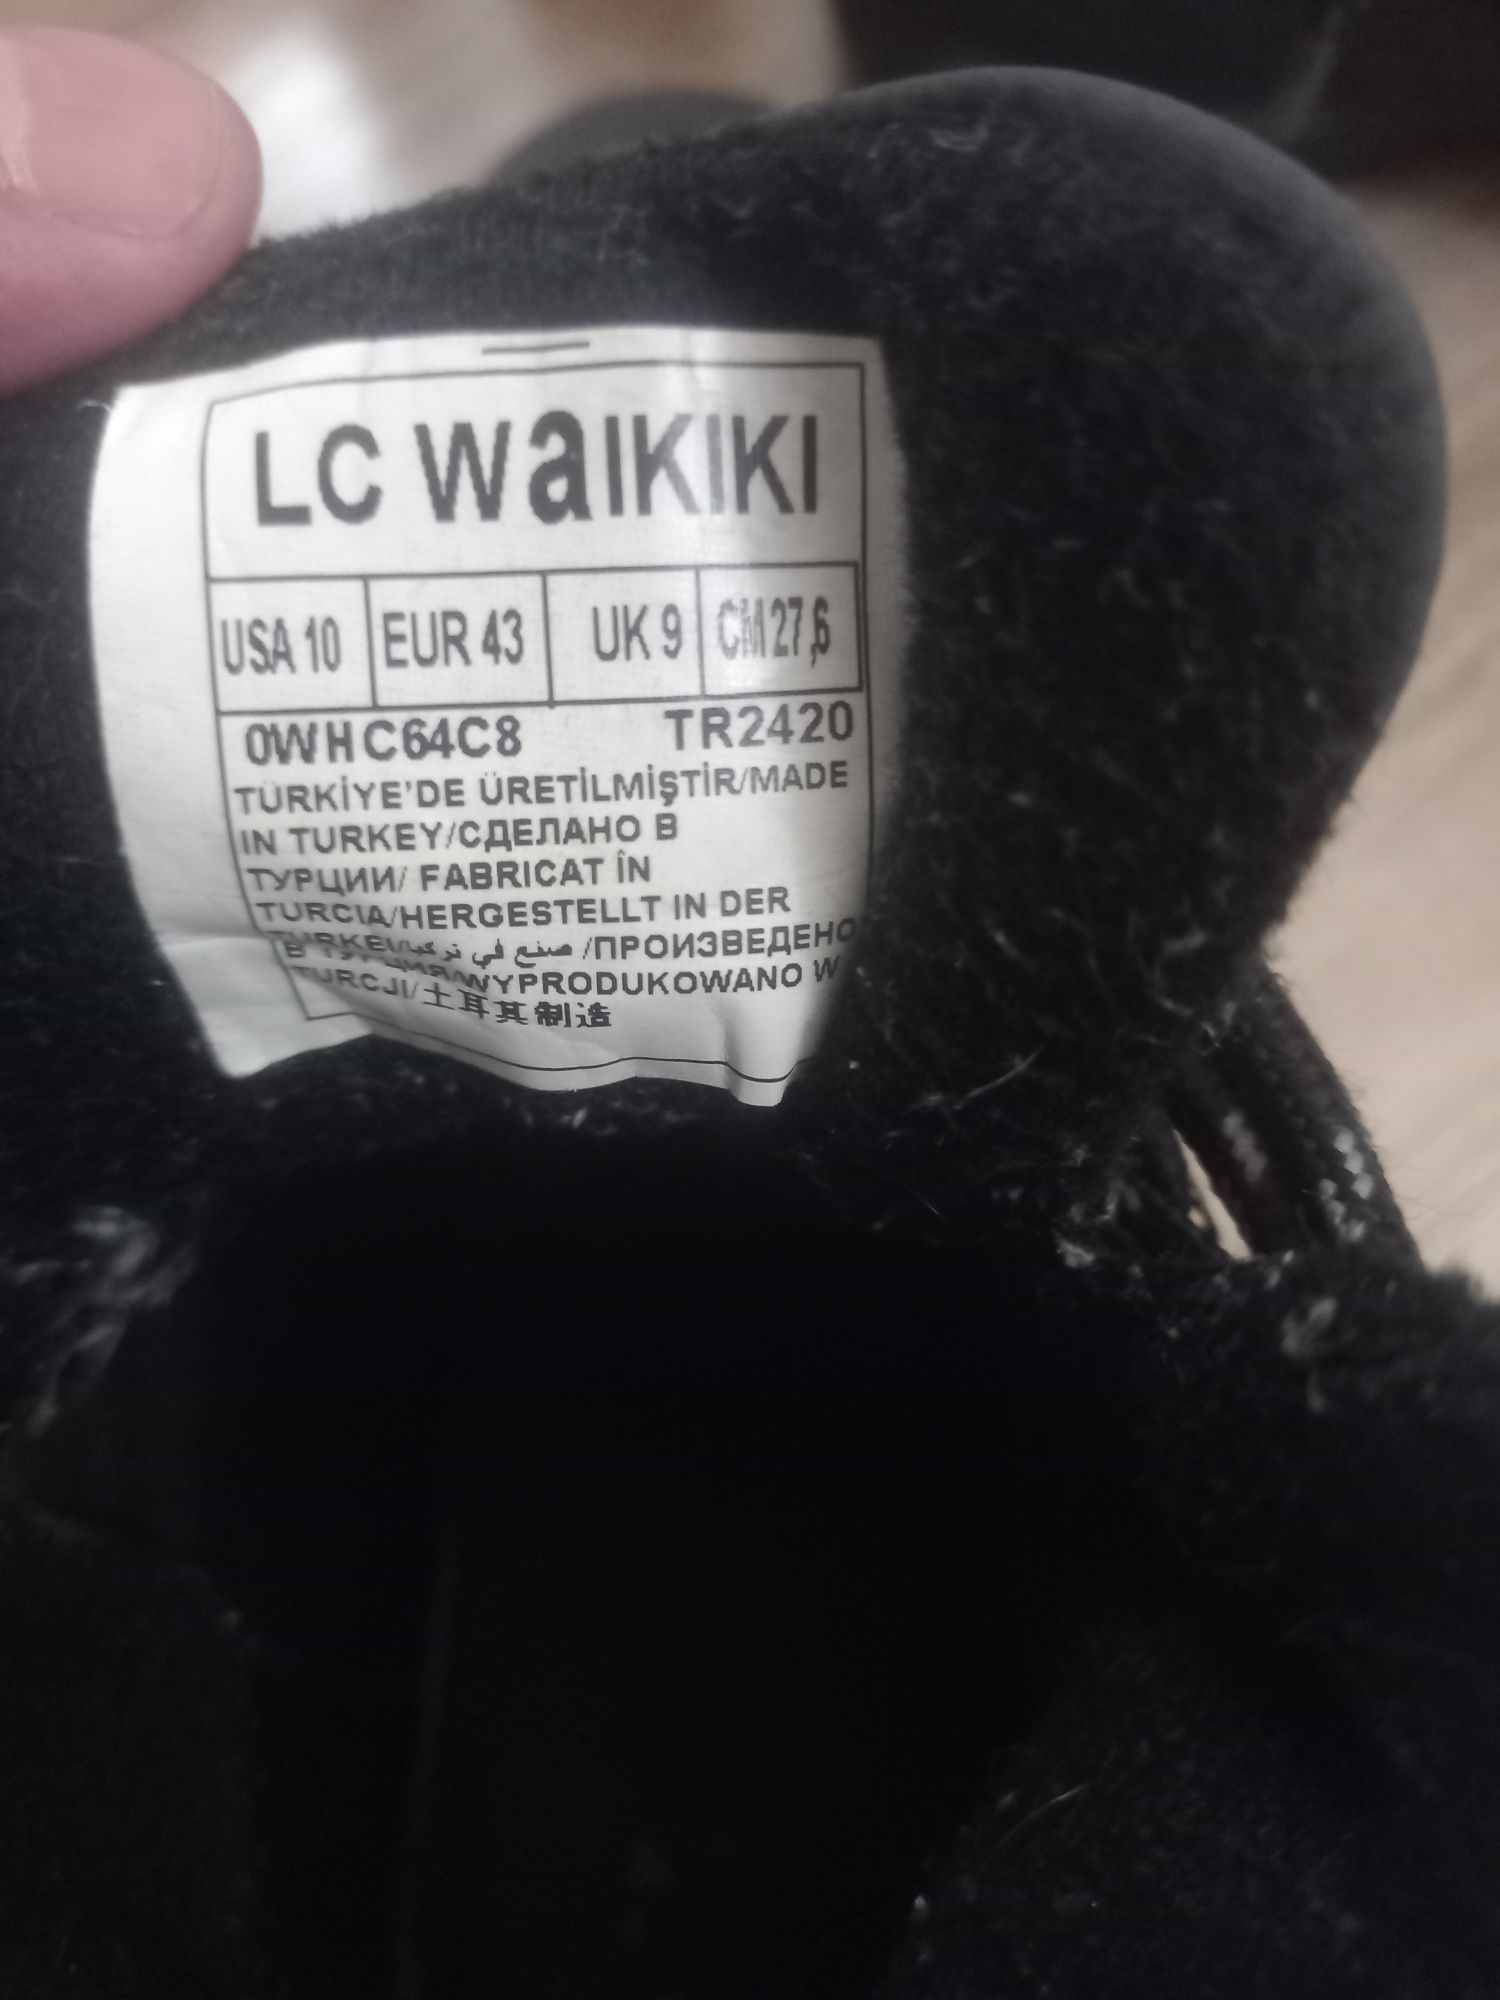 LC WaIKIKI
USA 10 EUR 43 UK 9 CM 27,6
0WHC64C8 TR2420
TÜRKİYE'DE ÜRETİLMİŞTİR/MADE
IN TURKEY/СДЕЛАНО В
ТУРЦИИ/ FABRICAT ÎN
TURCIA/HERGESTELLT IN DER
TURKEI/صنع في تركيا /ПРОИЗВЕДЕНО
В ТУРЦИЯ/WYPRODUKOWANO W
TURCJI/土耳其制造